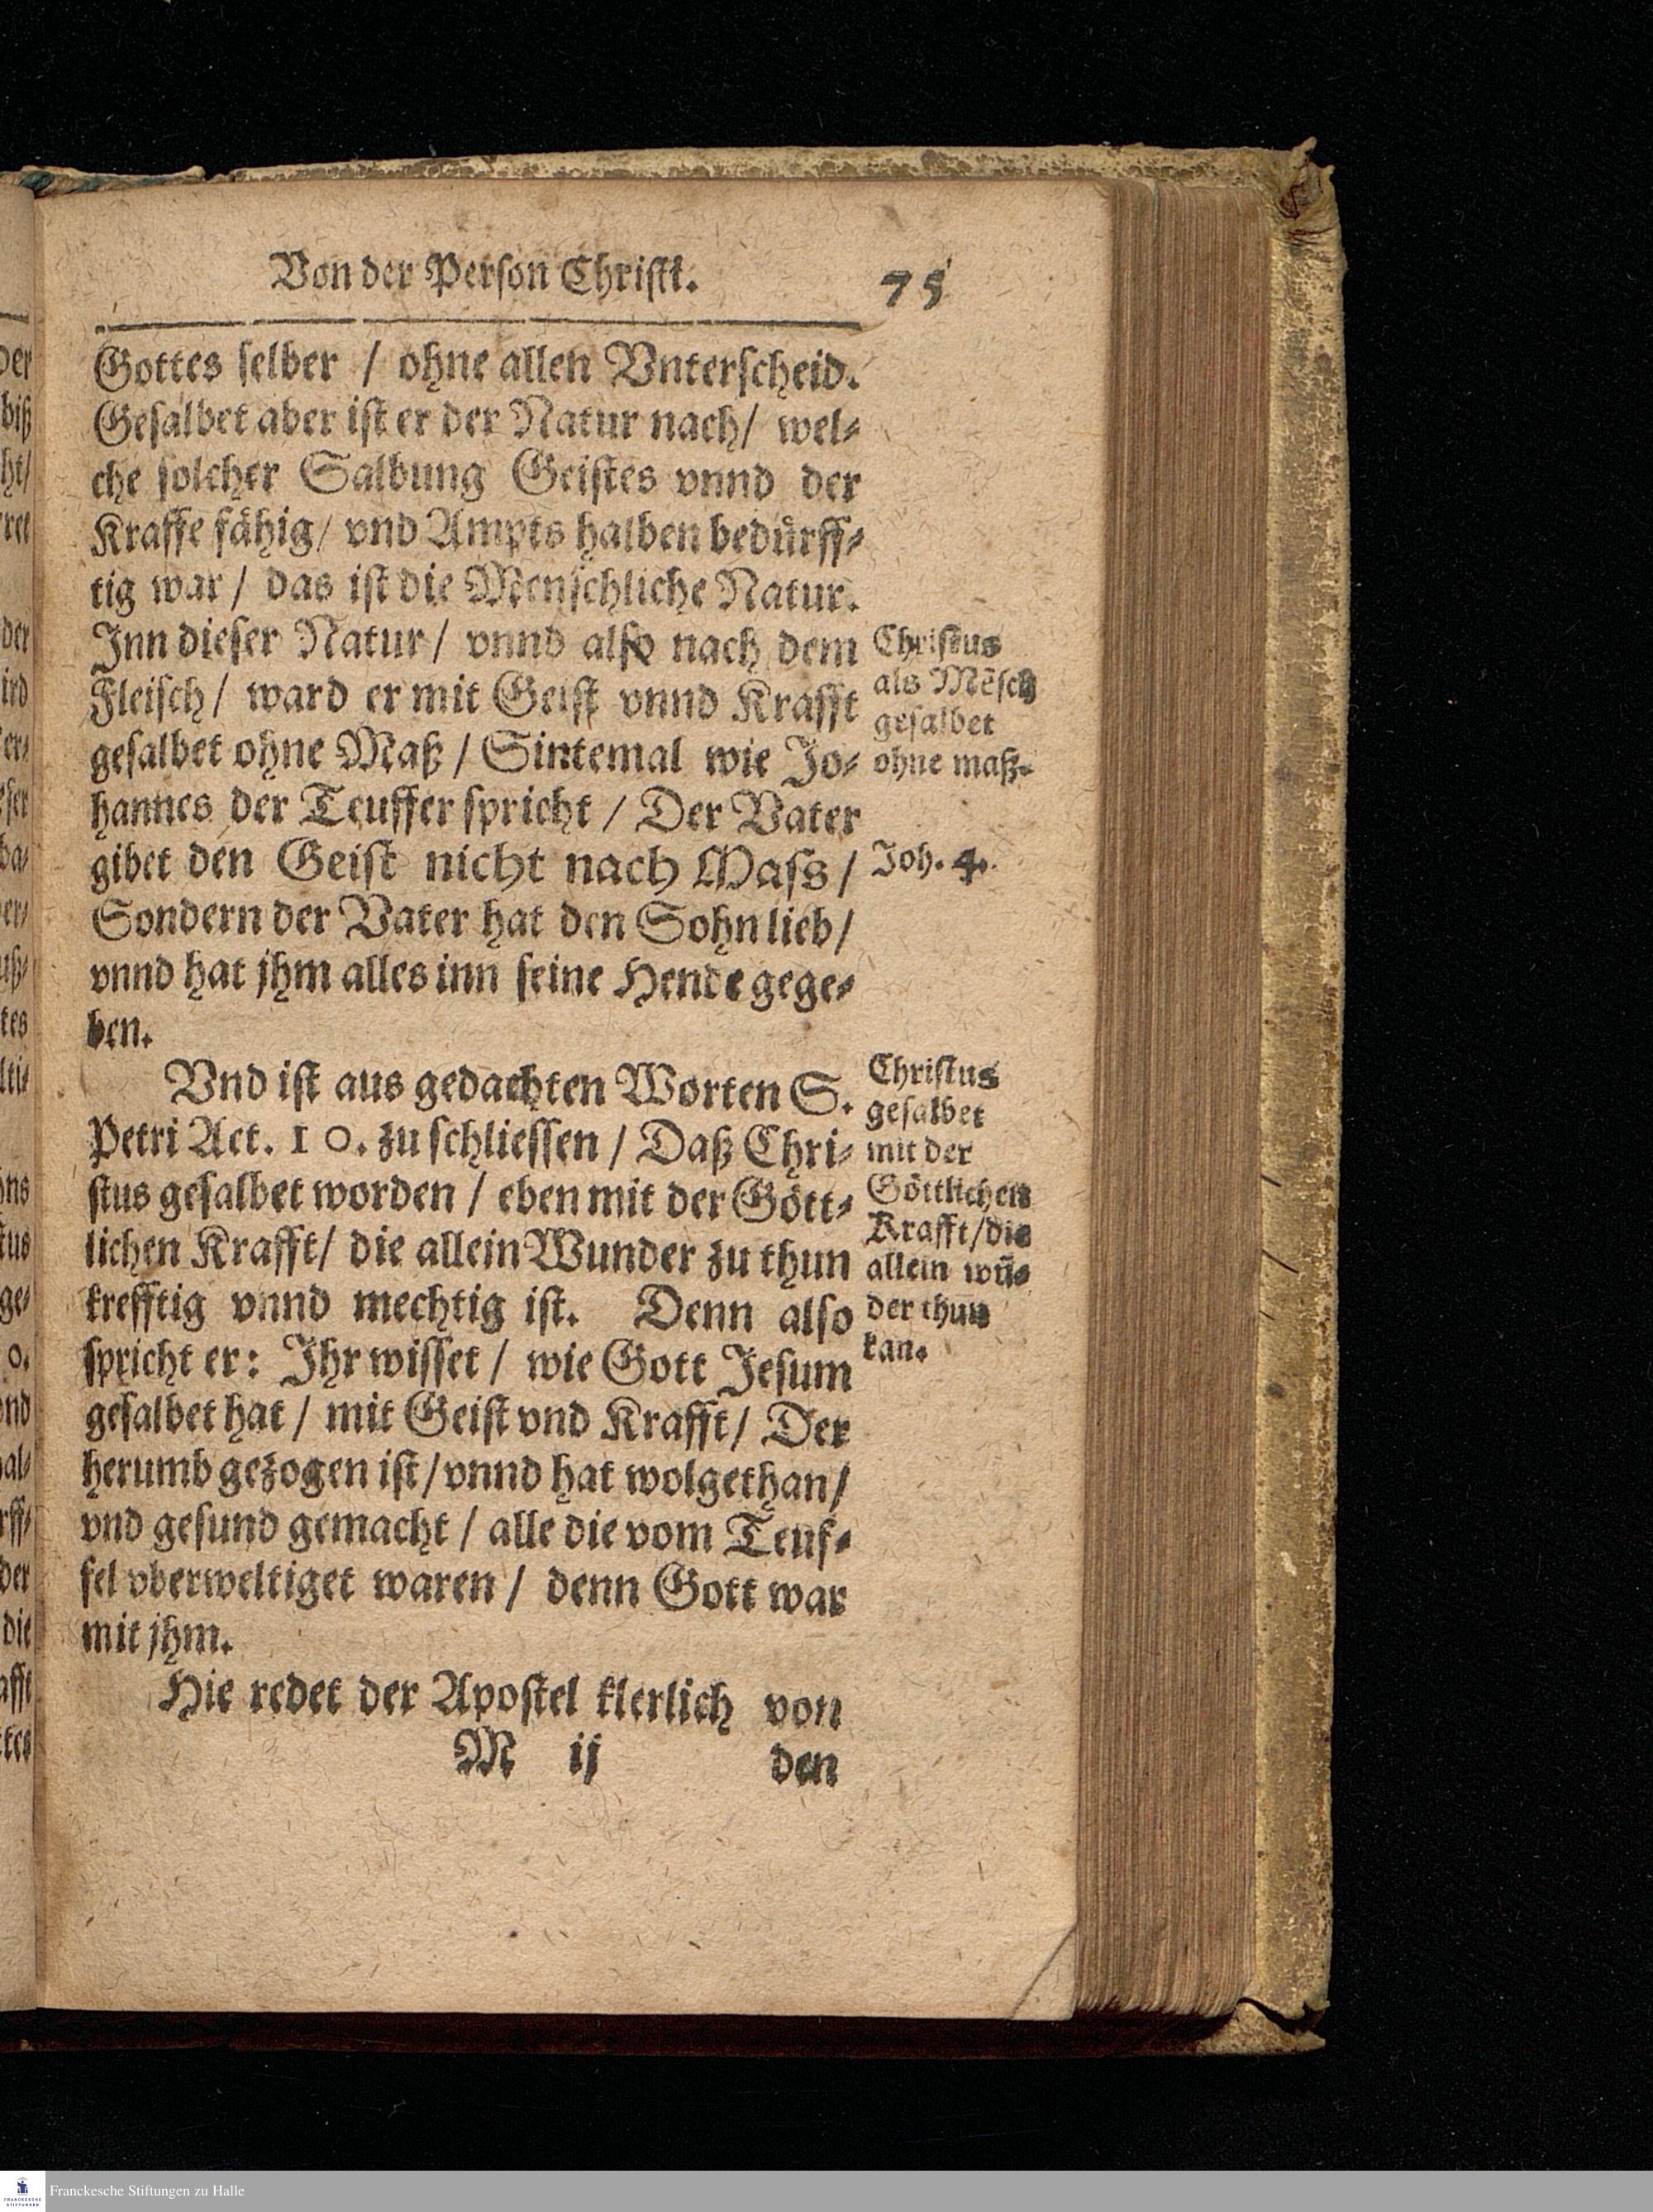 Von der Perſon Chriſti.
75
Gottes ſelber / ohne allen Vnterſcheid.
Geſalbet aber iſt er der Natur nach / wel⸗
che ſolcher Salbung Geiſtes vnnd der
Kraffe fähig / vnd Ampts halben bedürff⸗
tig war / das iſt die Menſchliche Natur.
Inn dieſer Natur / vnnd alſo nach dem
Fleiſch / ward er mit Geiſt vnnd Krafft
geſalbet ohne Maß / Sintemal wie Jo⸗
hannes der Teuffer ſpricht / Der Vater
gibet den Geiſt nicht nach Maſs /
Sondern der Vater hat den Sohn lieb /
vnnd hat jhm alles inn ſeine Hende gege⸗
ben.
Chriſtus
als Mẽſch
geſalbet
ohne maß.
Joh. 4.
Vnd iſt aus gedachten Worten S.
Petri Act. 10. zu ſchlieſſen / Daß Chri⸗
ſtus geſalbet worden / eben mit der Gött⸗
lichen Krafft / die allein Wunder zu thun
krefftig vnnd mechtig iſt. Denn alſo
ſpricht er: Ihr wiſſet / wie Gott Jeſum
geſalbet hat / mit Geiſt vnd Krafft / Der
herumb gezogen iſt / vnnd hat wolgethan /
vnd geſund gemacht / alle die vom Teuf⸗
fel vberweltiget waren / denn Gott war
mit jhm.
Chriſtus
geſalbet
mit der
Göttlichen
Krafft / die
allein wũ⸗
der thun
kan.
Hie redet der Apoſtel klerlich von
M ij
den
Franckesche Stiftungen zu Halle